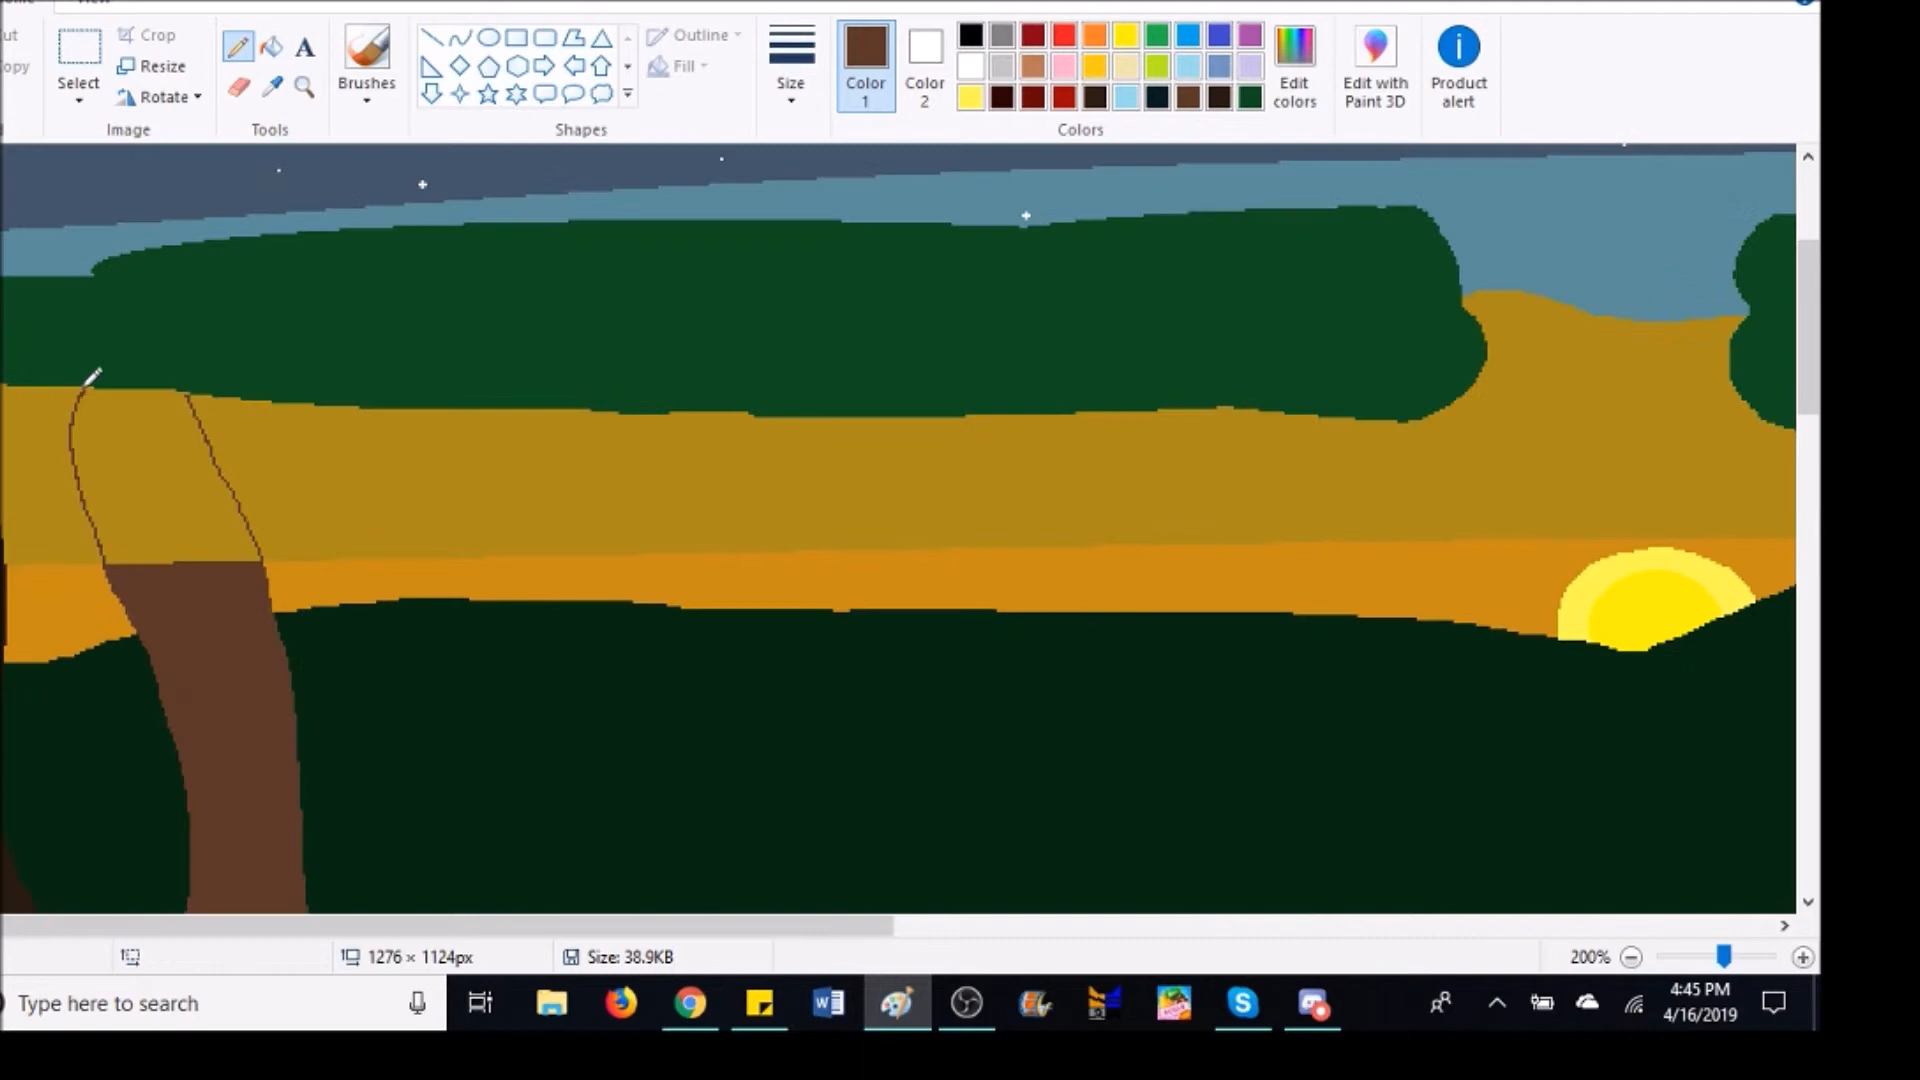 Crop
Resize
Rotate
Select
Image
Tools
Brushes
Shapes
Outline
Fill
Size
Color 1
Color 2
Colors
Edit colors
Edit with Paint 3D
Product alert
1276 × 1124px
Size: 38.9KB
200%
Type here to search
4:45 PM
4/16/2019